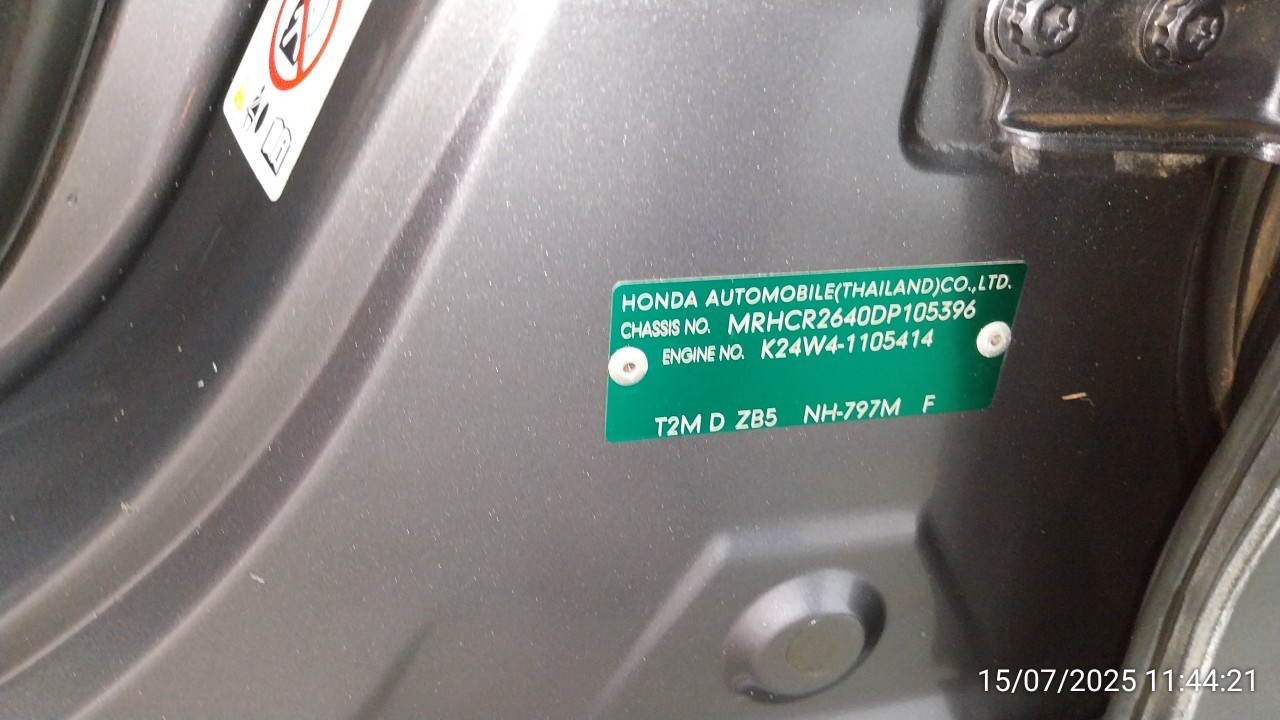 HONDA AUTOMOBILE(THAILAND)CO.,LTD.
CHASSIS NO. MRHCR2640DP105396
ENGINE NO. K24W4-1105414
T2M D ZB5 NH-797M F
15/07/2025 11:44:21